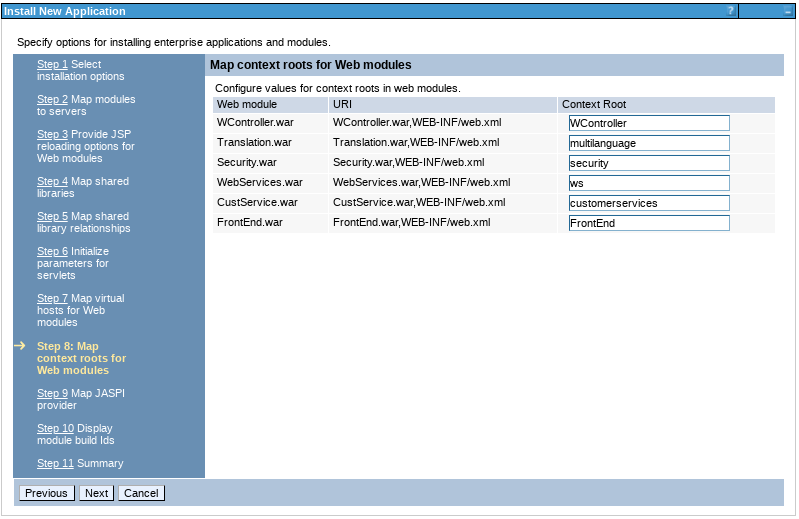 Install New Application
Specify options for installing enterprise applications and modules.
Step 1 Select
installation options
Step 2 Map modules
to servers
Step 3 Provide JSP
reloading options for
Web modules
Step 4 Map shared
libraries
Step 5 Map shared
library relationships
Step 6 Initialize
parameters for
servlets
Step 7 Map virtual
hosts for Web
modules
Step 8: Map
context roots for
Web modules
Step 9 Map JASPI
provider
Step 10 Display
module build Ids
Step 11 Summary
Map context roots for Web modules
Configure values for context roots in web modules.
Web module URI Context Root
WController.war WController.war,WEB-INF/web.xml WController
Translation.war Translation.war,WEB-INF/web.xml multilanguage
Security.war Security.war,WEB-INF/web.xml security
WebServices.war WebServices.war,WEB-INF/web.xml ws
CustService.war CustService.war,WEB-INF/web.xml customerservices
FrontEnd.war FrontEnd.war,WEB-INF/web.xml FrontEnd
Previous Next Cancel